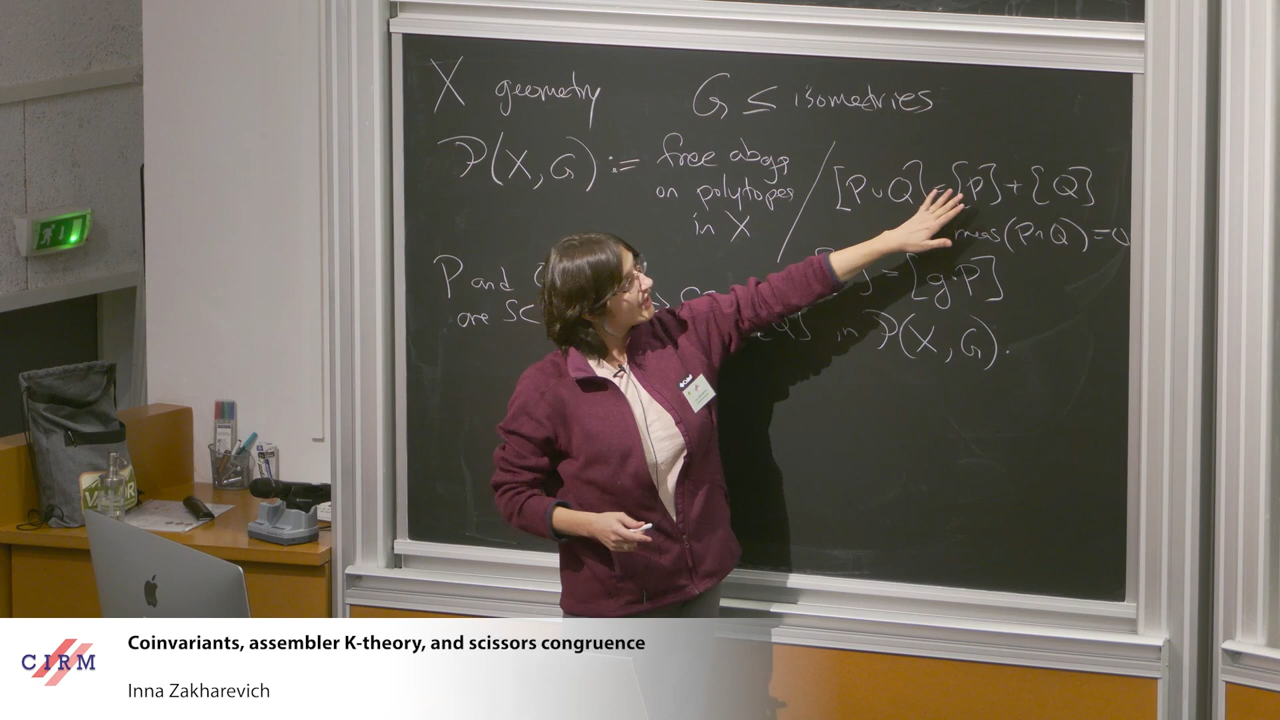 X geometry G ≤ isometries
P(X, G) := free abgp on polytopes in X / [P∪Q] = [P] + [Q]
meas(P∩Q) = 0
P and
[g·P]
are SC
Q] in P(X, G).
CIRM
Coinvariants, assembler K-theory, and scissors congruence
Inna Zakharevich